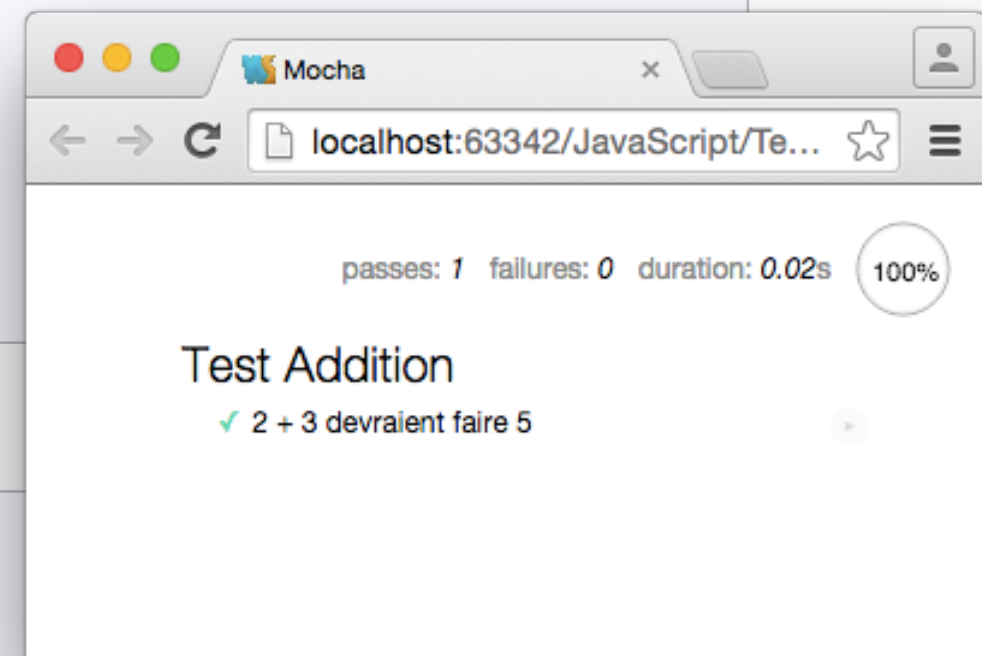 Mocha
localhost:63342/JavaScript/Te...
passes: 1 failures: 0 duration: 0.02s 100%
Test Addition
✓ 2 + 3 devraient faire 5